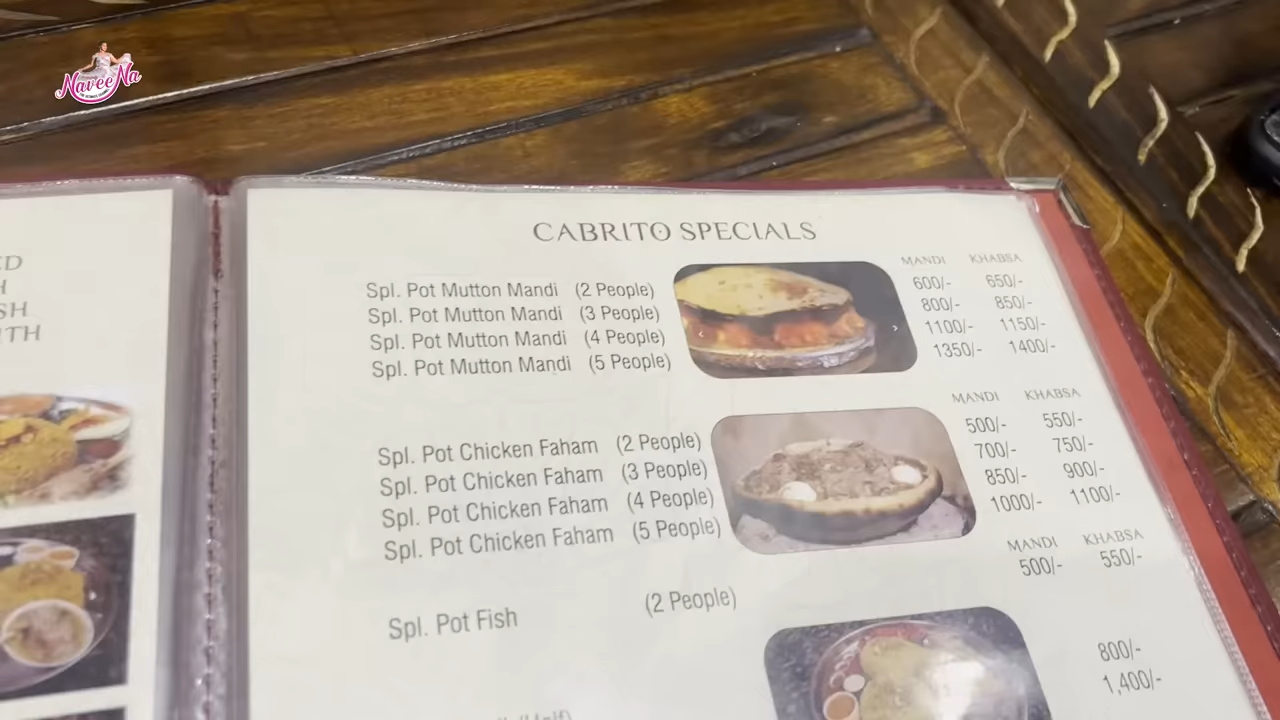 NaveeNa
ED
H
SH
ITH
CABRITO SPECIALS
MANDI KHABSA
Spl. Pot Mutton Mandi (2 People) 600/- 650/-
Spl. Pot Mutton Mandi (3 People) 800/- 850/-
Spl. Pot Mutton Mandi (4 People) 1100/- 1150/-
Spl. Pot Mutton Mandi (5 People) 1350/- 1400/-
MANDI KHABSA
Spl. Pot Chicken Faham (2 People) 500/- 550/-
Spl. Pot Chicken Faham (3 People) 700/- 750/-
Spl. Pot Chicken Faham (4 People) 850/- 900/-
Spl. Pot Chicken Faham (5 People) 1000/- 1100/-
MANDI KHABSA
Spl. Pot Fish (2 People) 500/- 550/-
800/-
1,400/-